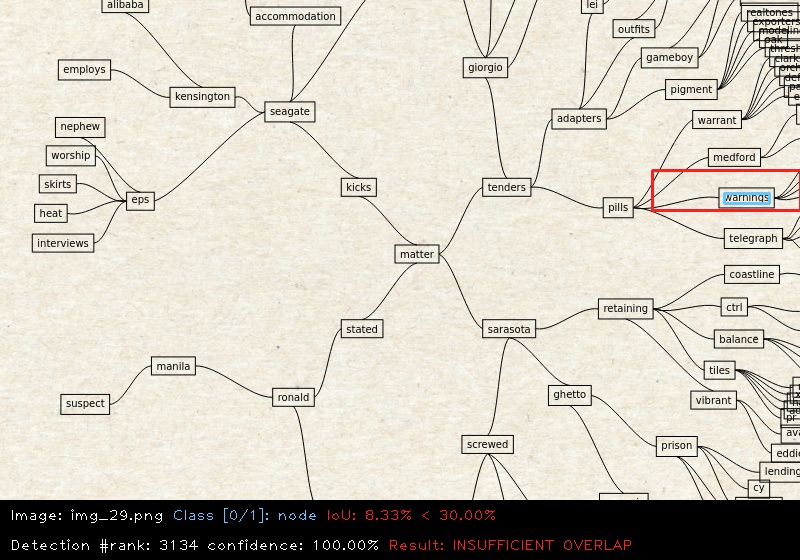 alibaba
accommodation
lei
realtones
exporters
outfits
giorgio
gameboy
employs
kensington
seagate
pigment
adapters
warrant
nephew
worship
medford
skirts
eps
kicks
tenders
warnings
heat
pills
interviews
telegraph
matter
coastline
retaining
ctrl
stated
sarasota
balance
manila
tiles
ronald
ghetto
vibrant
suspect
screwed
prison
lending
cy
Image: img_29.png Class [0/1]: node IoU: 8.33% < 30.00%
Detection #rank: 3134 confidence: 100.00% Result: INSUFFICIENT OVERLAP